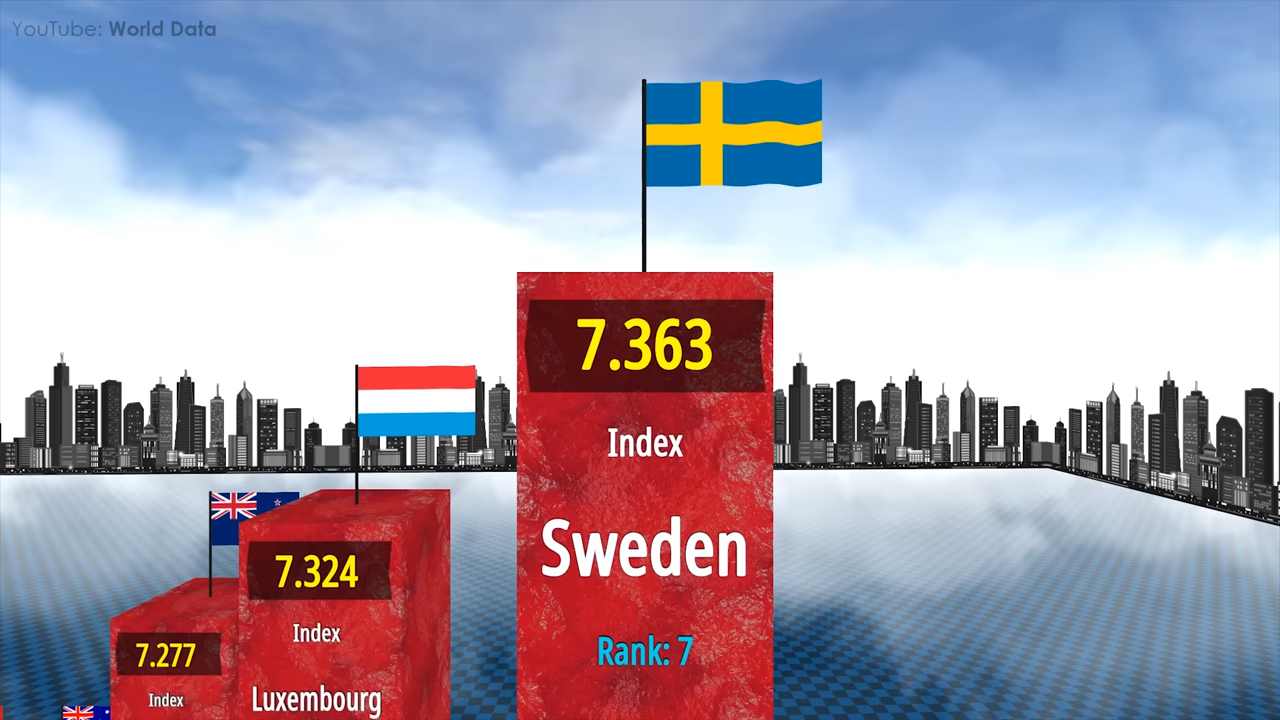 YouTube: World Data
7.363
Index
Sweden
Rank: 7
7.324
Index
Luxembourg
7.277
Index